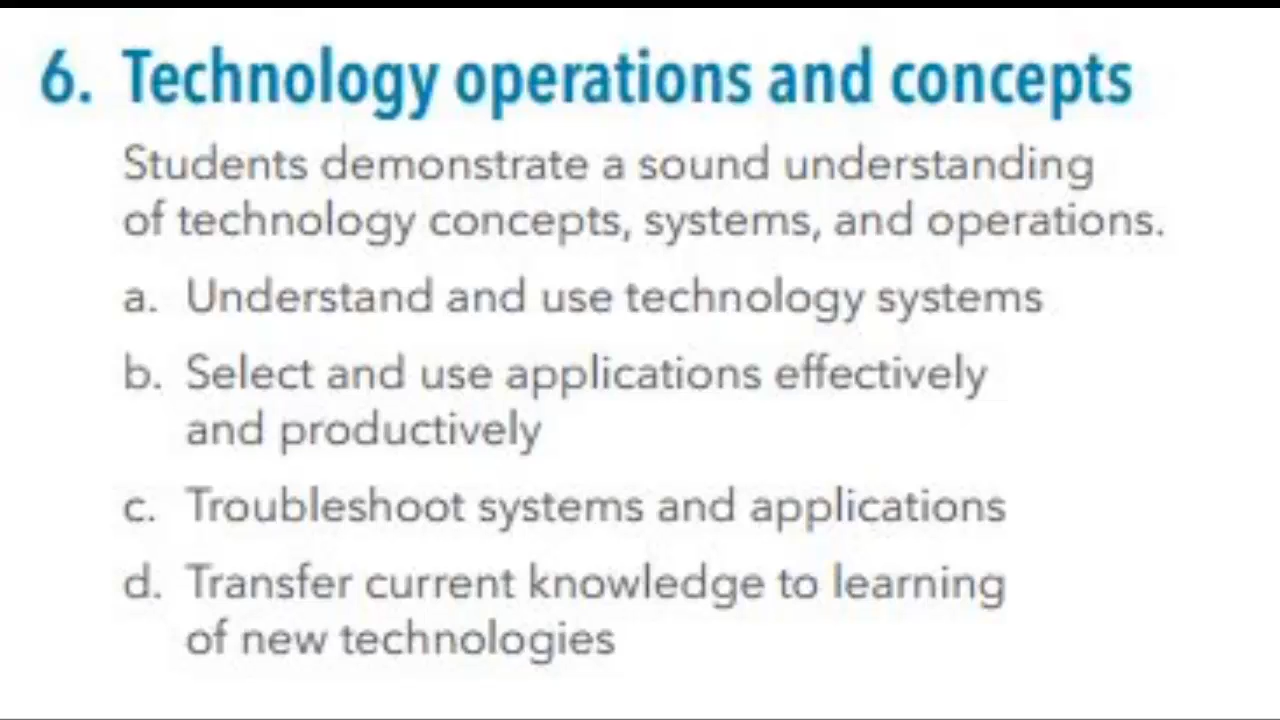 6. Technology operations and concepts
Students demonstrate a sound understanding
of technology concepts, systems, and operations.
a. Understand and use technology systems
b. Select and use applications effectively
and productively
c. Troubleshoot systems and applications
d. Transfer current knowledge to learning
of new technologies